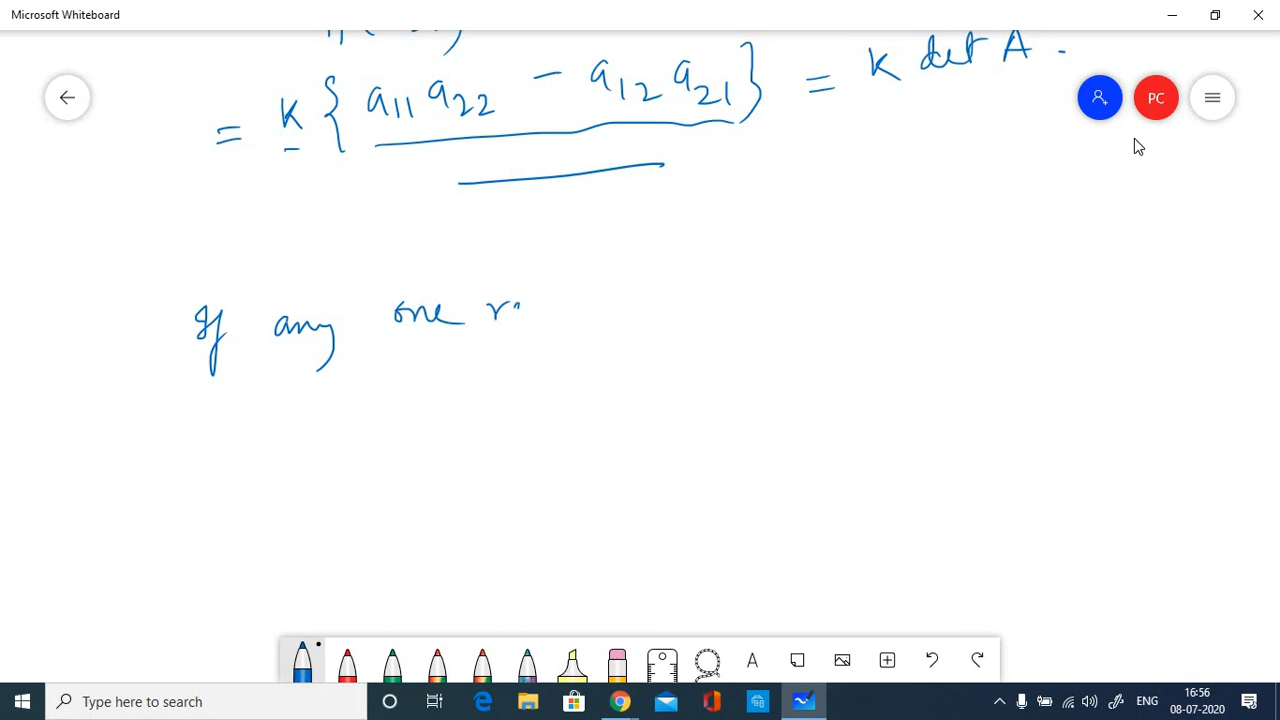 Microsoft Whiteboard
= k {a11 a22 - a12 a21} = k det A .
PC
If any one r
A
Type here to search
ENG
16:56
08-07-2020